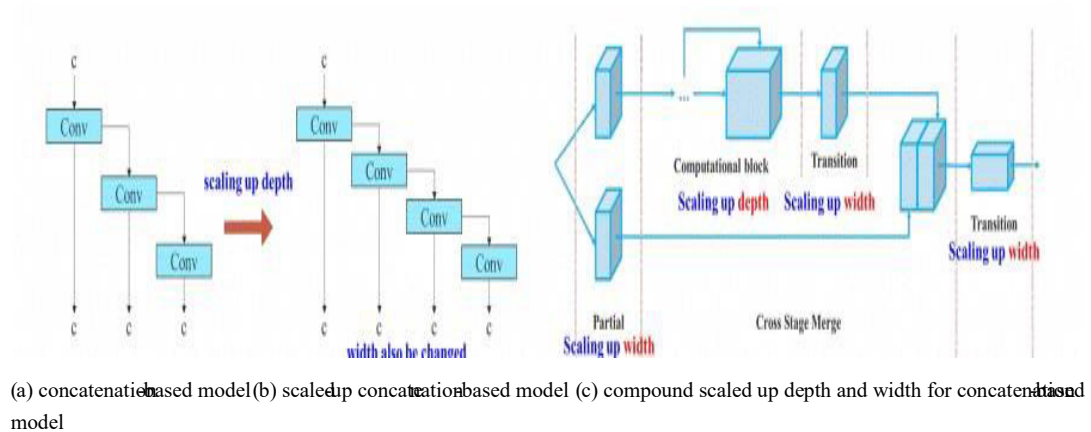 c
Conv
Conv
Conv
c c c
scaling up depth
c
Conv
Conv
Conv
Conv
c c c c
width also be changed
...
Computational block
Scaling up depth
Transition
Scaling up width
Transition
Scaling up width
Partial
Scaling up width
Cross Stage Merge
(a) concatenation-based model (b) scaled-up concatenation-based model (c) compound scaled up depth and width for concatenation-based
model